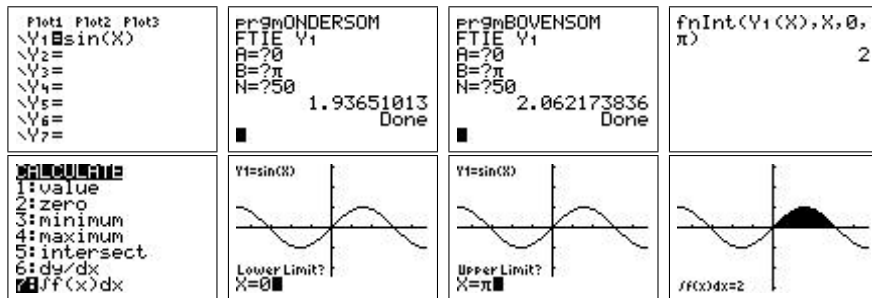 Plot1 Plot2 Plot3
\Y1=sin(X)
\Y2=
\Y3=
\Y4=
\Y5=
\Y6=
\Y7=
prgmONDERSOM
FTIE Y1
A=?0
B=?π
N=?50
1.93651013
Done
prgmBOVENSOM
FTIE Y1
A=?0
B=?π
N=?50
2.062173836
Done
fnInt(Y1(X),X,0,
π)
2
CALCULATE
1:value
2:zero
3:minimum
4:maximum
5:intersect
6:dy/dx
7:∫f(x)dx
Y1=sin(X)
Lower Limit?
X=0
Y1=sin(X)
Upper Limit?
X=π
∫f(x)dx=2